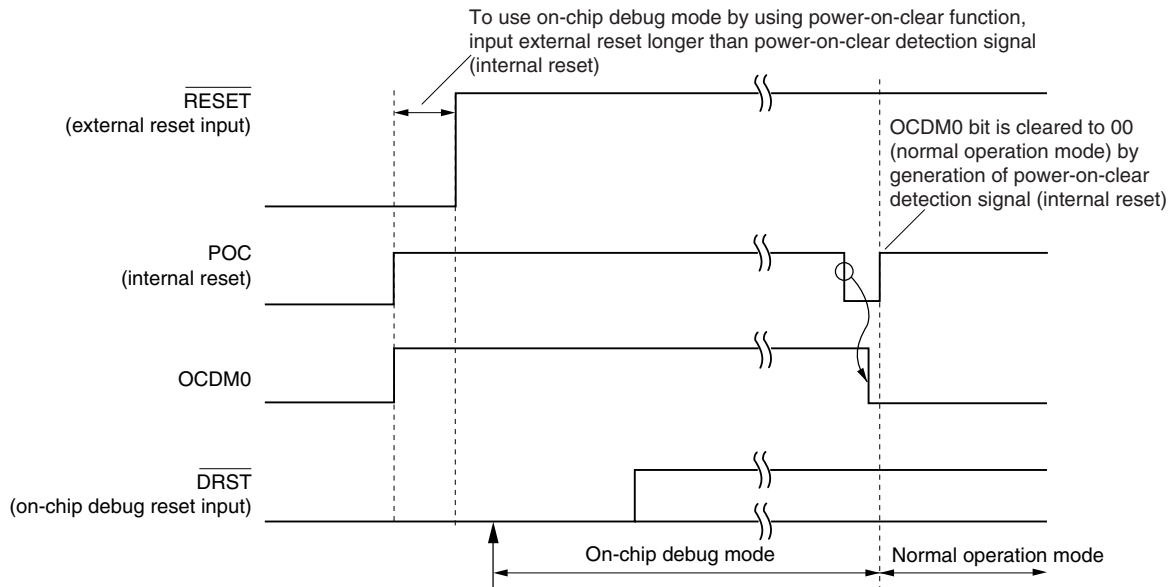 To use on-chip debug mode by using power-on-clear function,
input external reset longer than power-on-clear detection signal
(internal reset)
RESET
(external reset input)
OCDM0 bit is cleared to 00
(normal operation mode) by
generation of power-on-clear
detection signal (internal reset)
POC
(internal reset)
OCDM0
DRST
(on-chip debug reset input)
On-chip debug mode
Normal operation mode